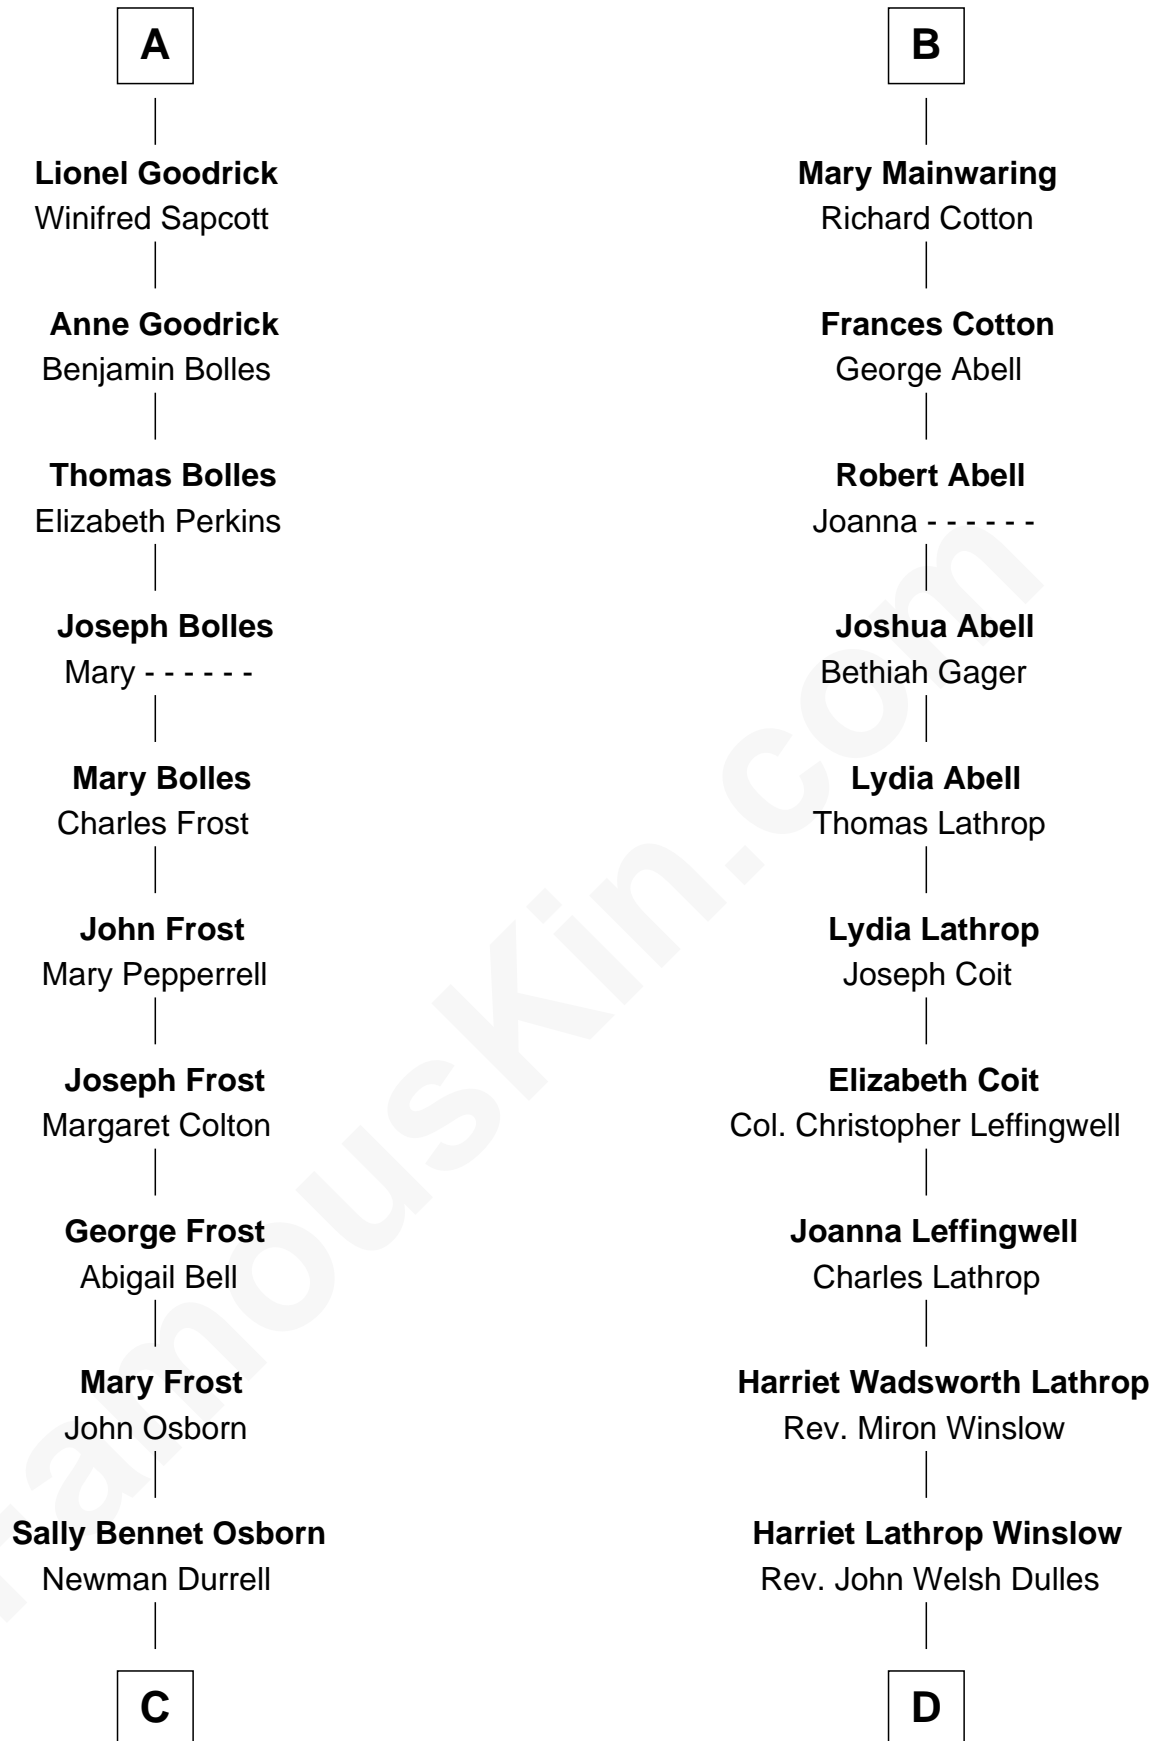 A
Lionel Goodrick
Winifred Sapcott
Anne Goodrick
Benjamin Bolles
Thomas Bolles
Elizabeth Perkins
Joseph Bolles
Mary - - - - - -
Mary Bolles
Charles Frost
John Frost
Mary Pepperrell
Joseph Frost
Margaret Colton
George Frost
Abigail Bell
Mary Frost
John Osborn
Sally Bennet Osborn
Newman Durrell
C
B
Mary Mainwaring
Richard Cotton
Frances Cotton
George Abell
Robert Abell
Joanna - - - - - -
Joshua Abell
Bethiah Gager
Lydia Abell
Thomas Lathrop
Lydia Lathrop
Joseph Coit
Elizabeth Coit
Col. Christopher Leffingwell
Joanna Leffingwell
Charles Lathrop
Harriet Wadsworth Lathrop
Rev. Miron Winslow
Harriet Lathrop Winslow
Rev. John Welsh Dulles
D
FamousKin.com